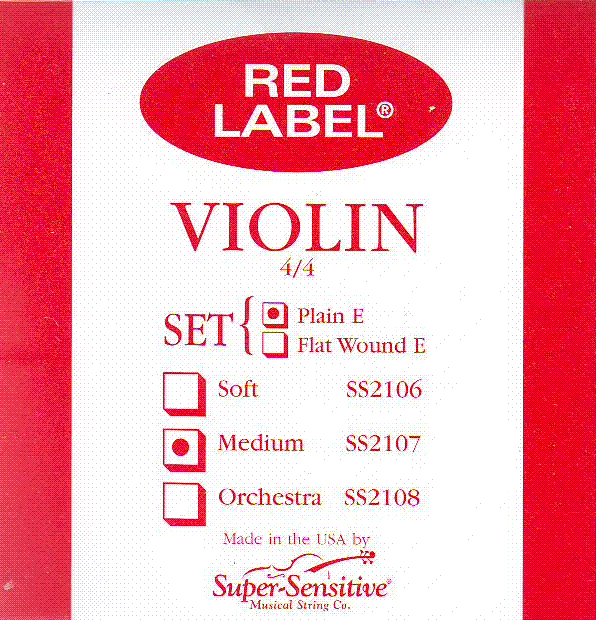 RED
LABEL®
VIOLIN
4/4
SET
Plain E
Flat Wound E
Soft SS2106
Medium SS2107
Orchestra SS2108
Made in the USA by
Super-Sensitive®
Musical String Co.